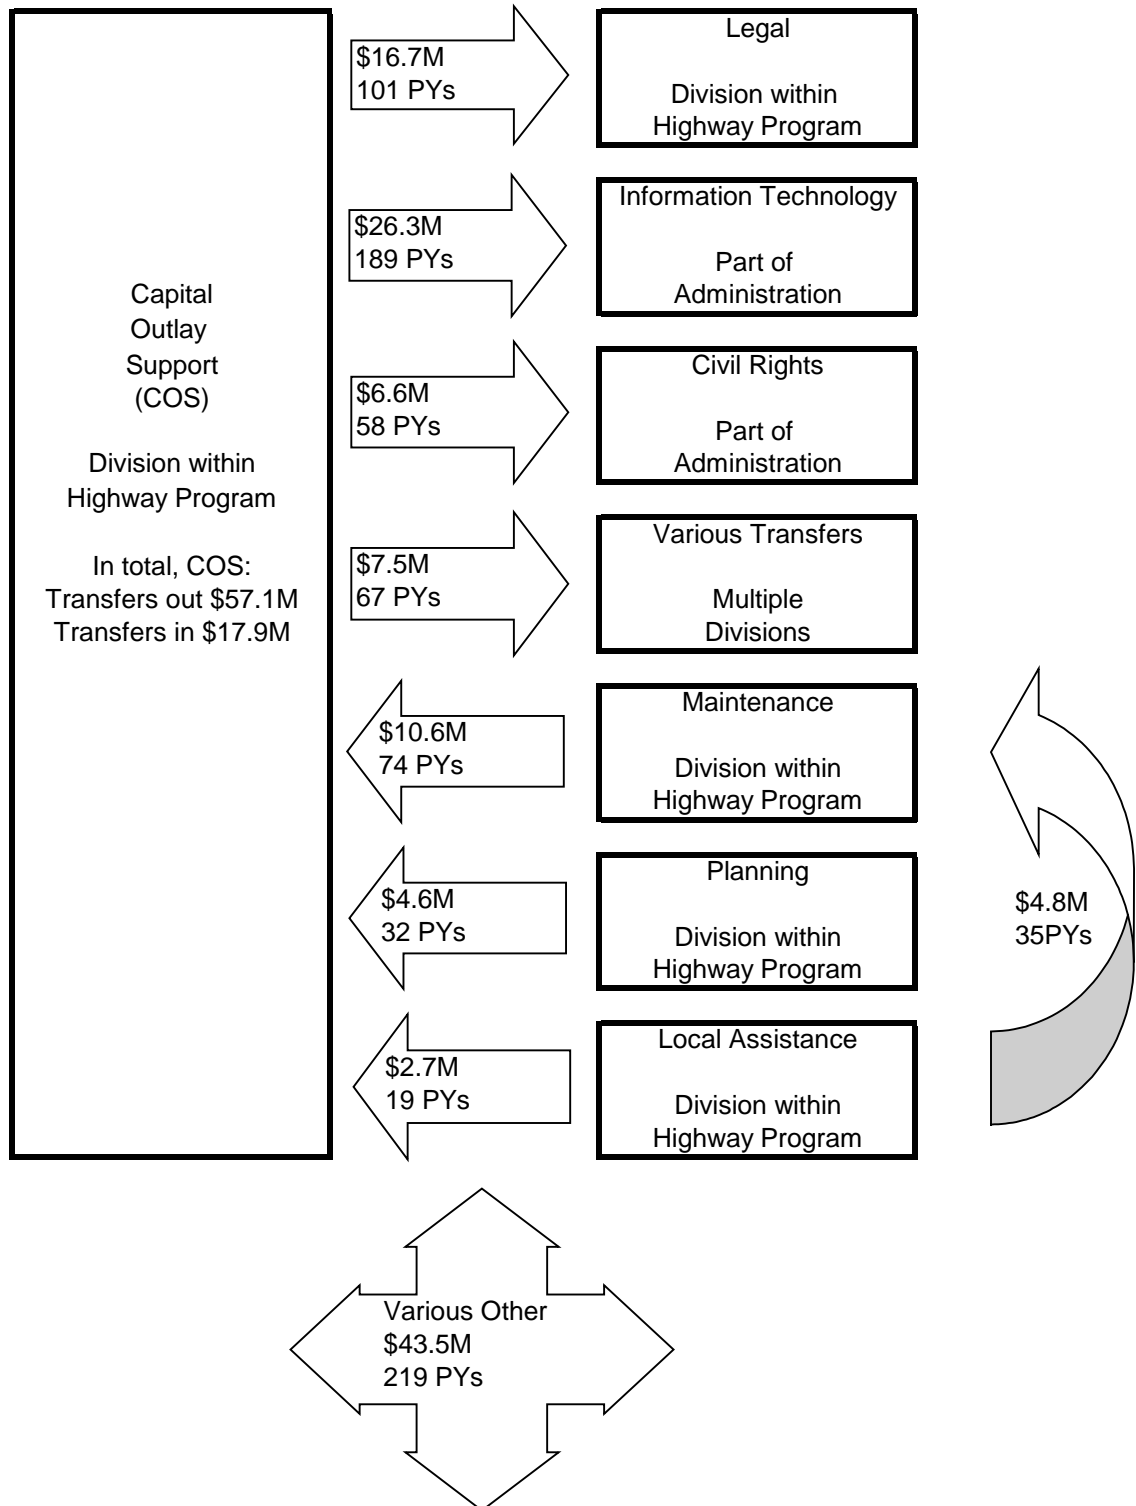 Capital
Outlay
Support
(COS)
Division within
Highway Program
In total, COS:
Transfers out $57.1M
Transfers in $17.9M
$16.7M
101 PYs
Legal
Division within
Highway Program
$26.3M
189 PYs
Information Technology
Part of
Administration
$6.6M
58 PYs
Civil Rights
Part of
Administration
$7.5M
67 PYs
Various Transfers
Multiple
Divisions
$10.6M
74 PYs
Maintenance
Division within
Highway Program
$4.6M
32 PYs
Planning
Division within
Highway Program
$4.8M
35PYs
$2.7M
19 PYs
Local Assistance
Division within
Highway Program
Various Other
$43.5M
219 PYs